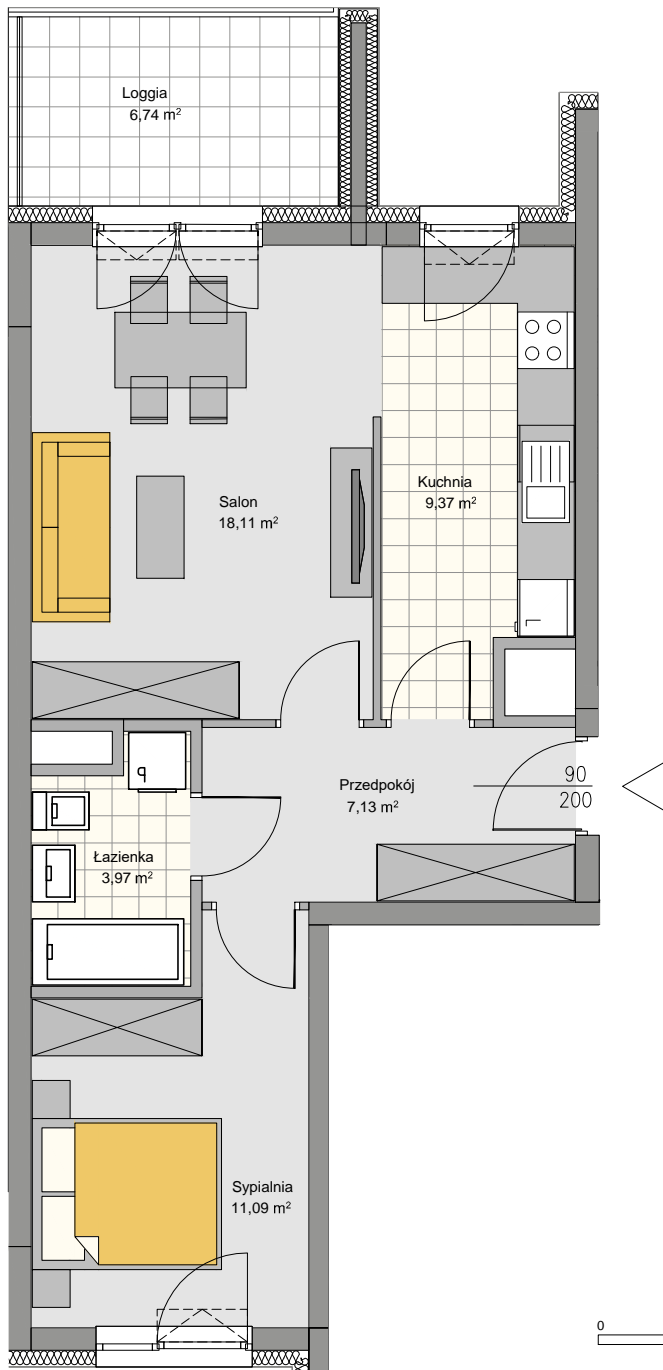 Loggia
6,74 m²
Kuchnia
9,37 m²
Salon
18,11 m²
Przedpokój
7,13 m²
90
200
Łazienka
3,97 m²
Sypialnia
11,09 m²
0